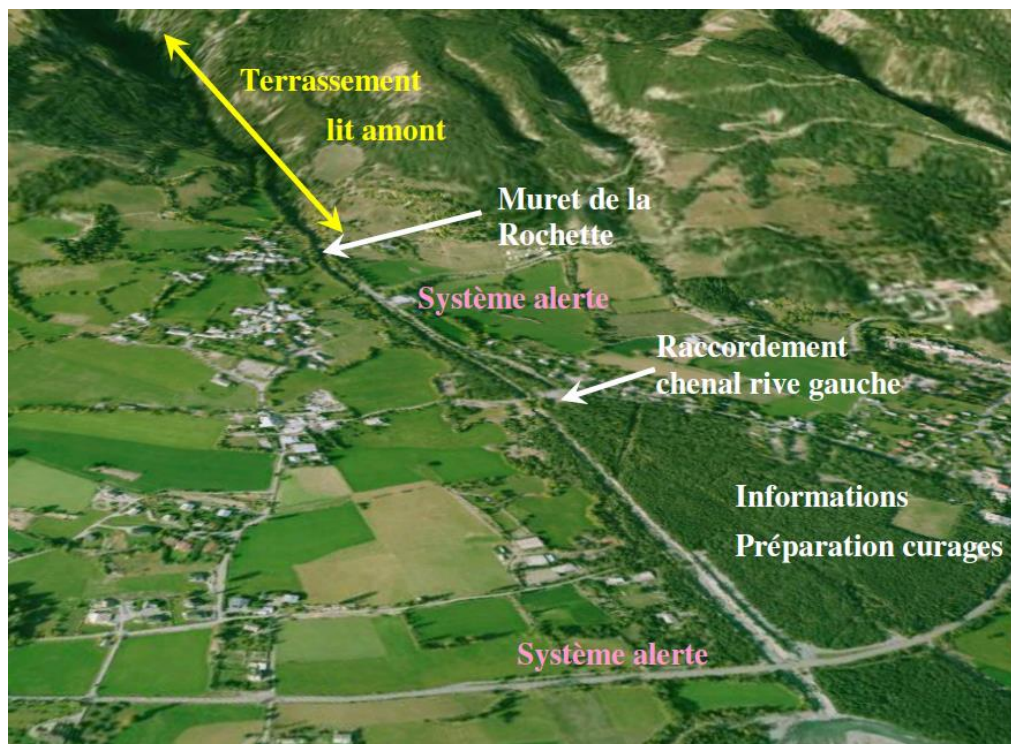 Terrassement
lit amont
Muret de la
Rochette
Système alerte
Raccordement
chenal rive gauche
Informations
Préparation curages
Système alerte